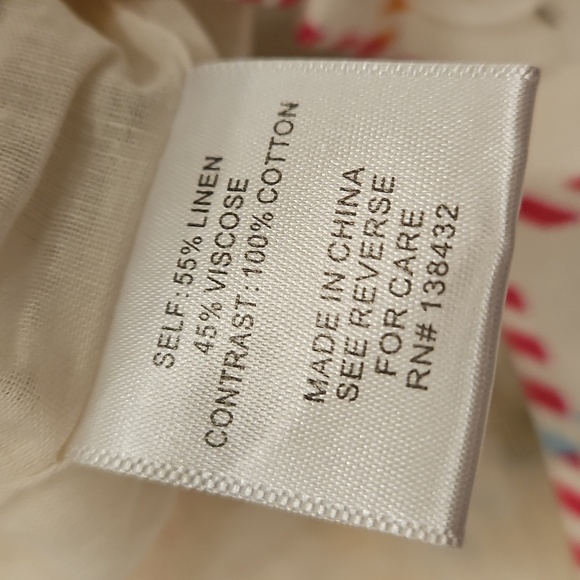 SELF: 55% LINEN
45% VISCOSE
CONTRAST: 100% COTTON
MADE IN CHINA
SEE REVERSE
FOR CARE
RN# 138432